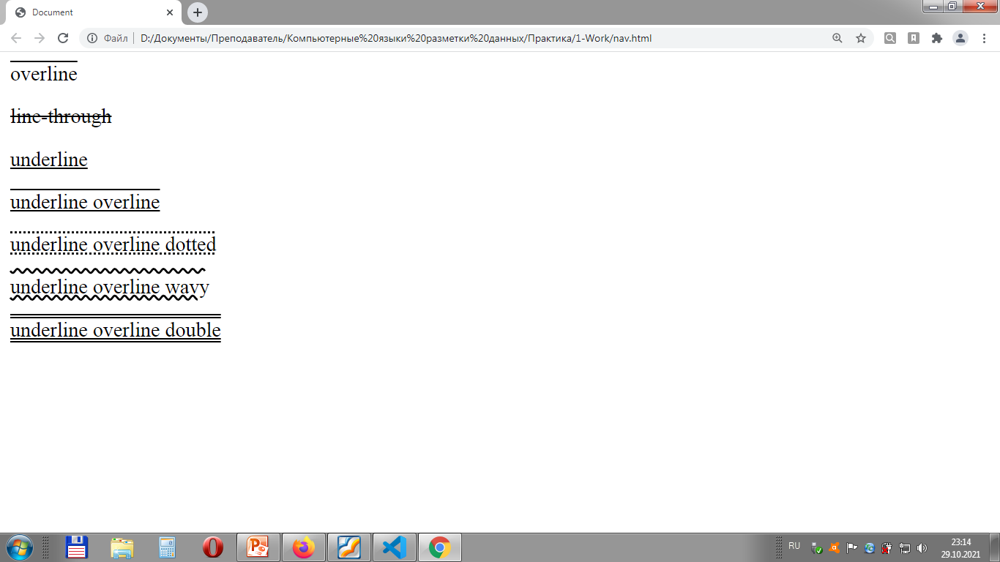 Document
Файл D:/Документы/Преподаватель/Компьютерные%20языки%20разметки%20данных/Практика/1-Work/nav.html
overline
line-through
underline
underline overline
underline overline dotted
underline overline wavy
underline overline double
RU
23:14
29.10.2021